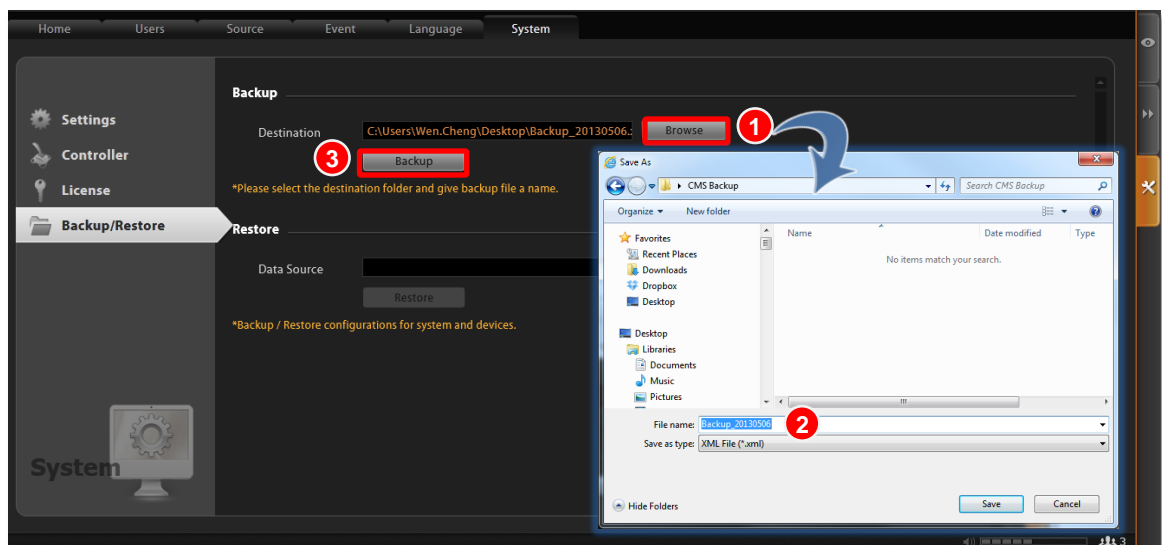 Home Users Source Event Language System
Settings
Controller
License
Backup/Restore
System
Backup
Destination C:\Users\Wen.Cheng\Desktop\Backup_20130506.: Browse 1
3 Backup
*Please select the destination folder and give backup file a name.
Restore
Data Source
Restore
*Backup / Restore configurations for system and devices.
Save As
CMS Backup Search CMS Backup
Organize New folder
Favorites
Recent Places
Downloads
Dropbox
Desktop
Desktop
Libraries
Documents
Music
Pictures
Name Date modified Type
No items match your search.
File name: Backup_20130506 2
Save as type: XML File (*.xml)
Hide Folders Save Cancel
3